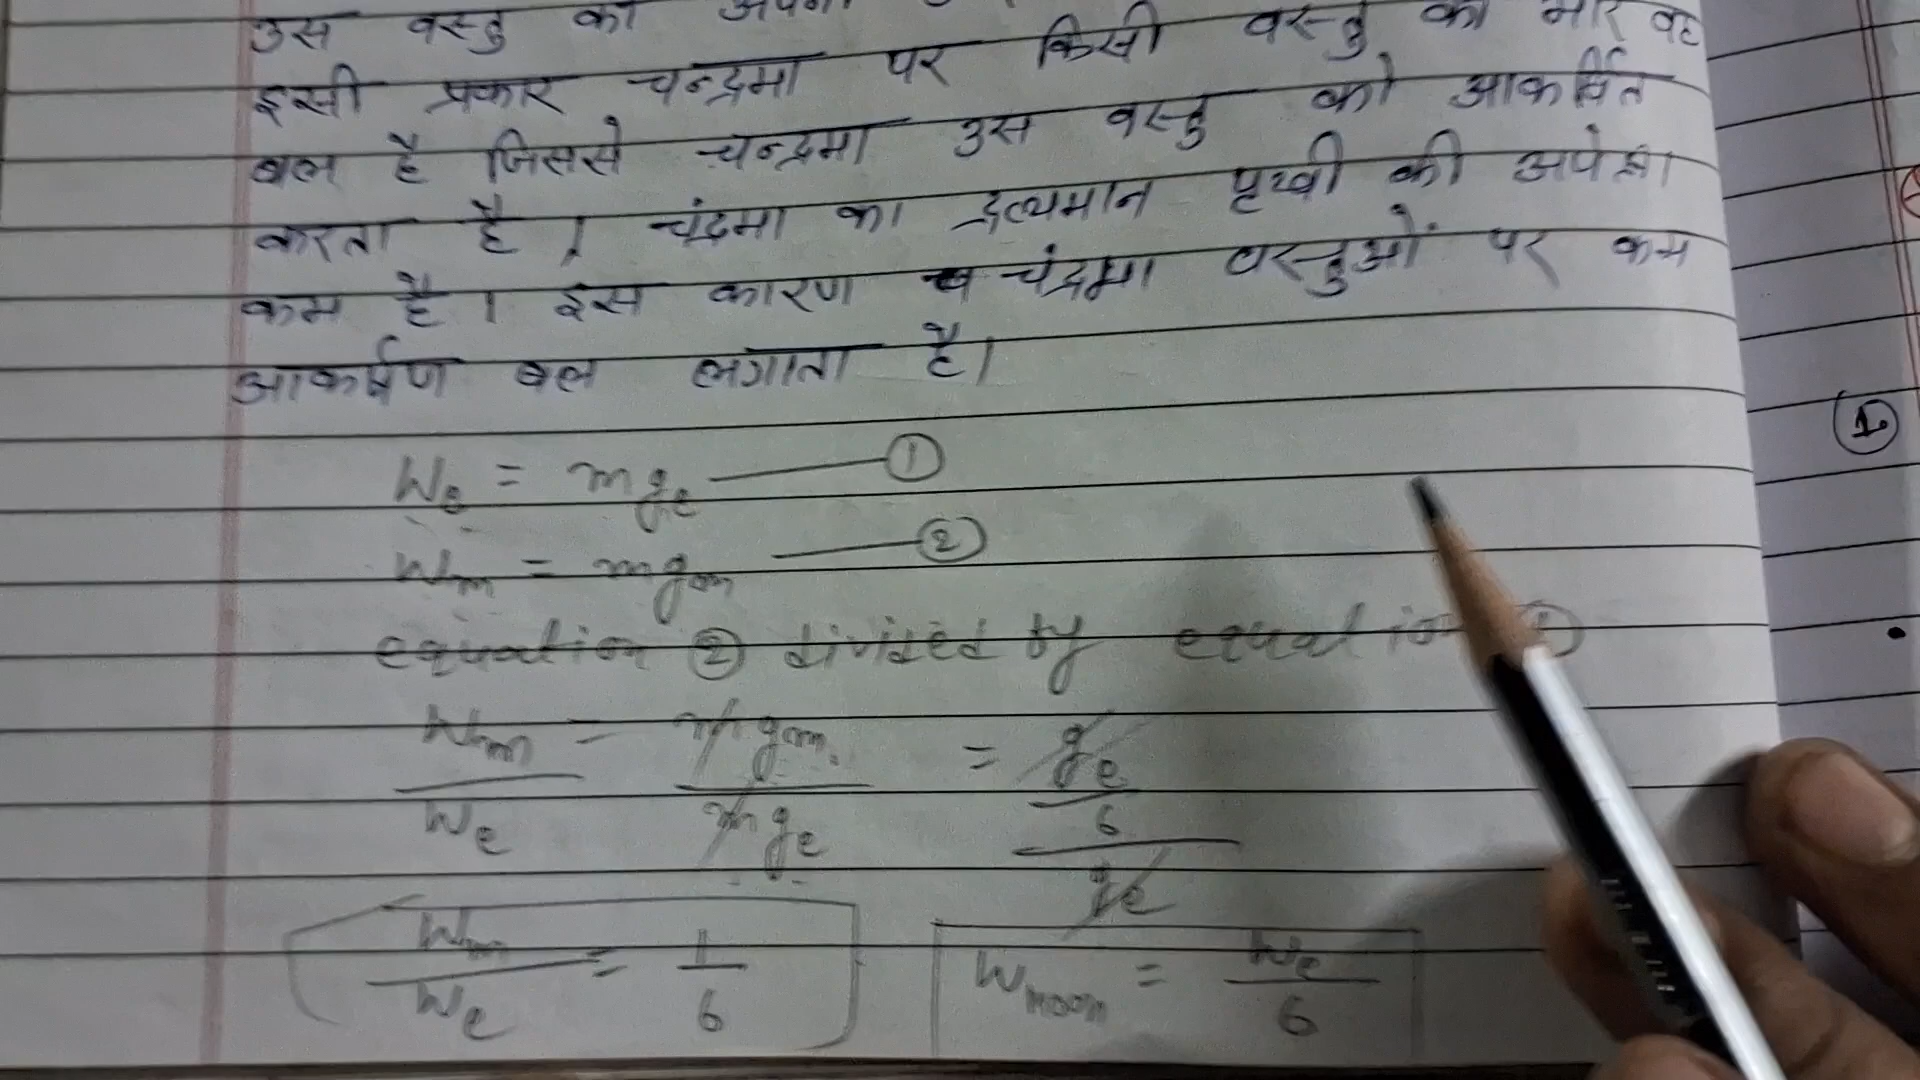 उस वस्तु का
इसी प्रकार चन्द्रमा पर किसी वस्तु का भार वह
बल है जिससे चन्द्रमा उस वस्तु को आकर्षित
करता है । चंद्रमा का द्रव्यमान पृथ्वी की अपेक्षा
कम है । इस कारण चंद्रमा वस्तुओं पर कम
आकर्षण बल लगाता है।
We = mge — ①
Wm = mgm — ②
equation ② divided by equation ①
Wm/We = mgm/mge = (ge/6)/ge
Wm/We = 1/6
Wmoon = We/6
①